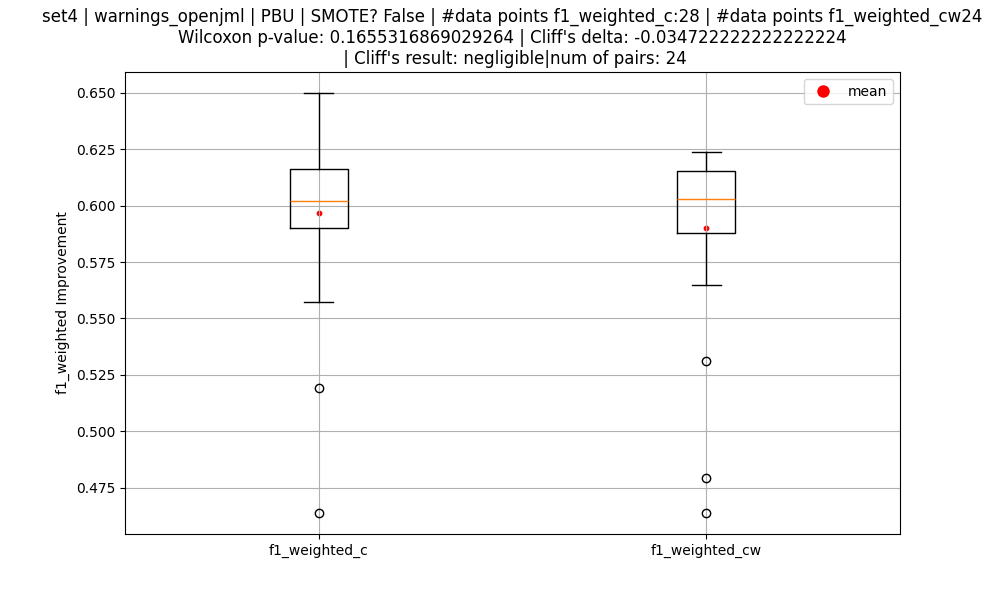 set4 | warnings_openjml | PBU | SMOTE? False | #data points f1_weighted_c:28 | #data points f1_weighted_cw24
Wilcoxon p-value: 0.1655316869029264 | Cliff's delta: -0.034722222222222224
| Cliff's result: negligible|num of pairs: 24
mean
0.650
0.625
0.600
0.575
0.550
0.525
0.500
0.475
f1_weighted Improvement
f1_weighted_c
f1_weighted_cw